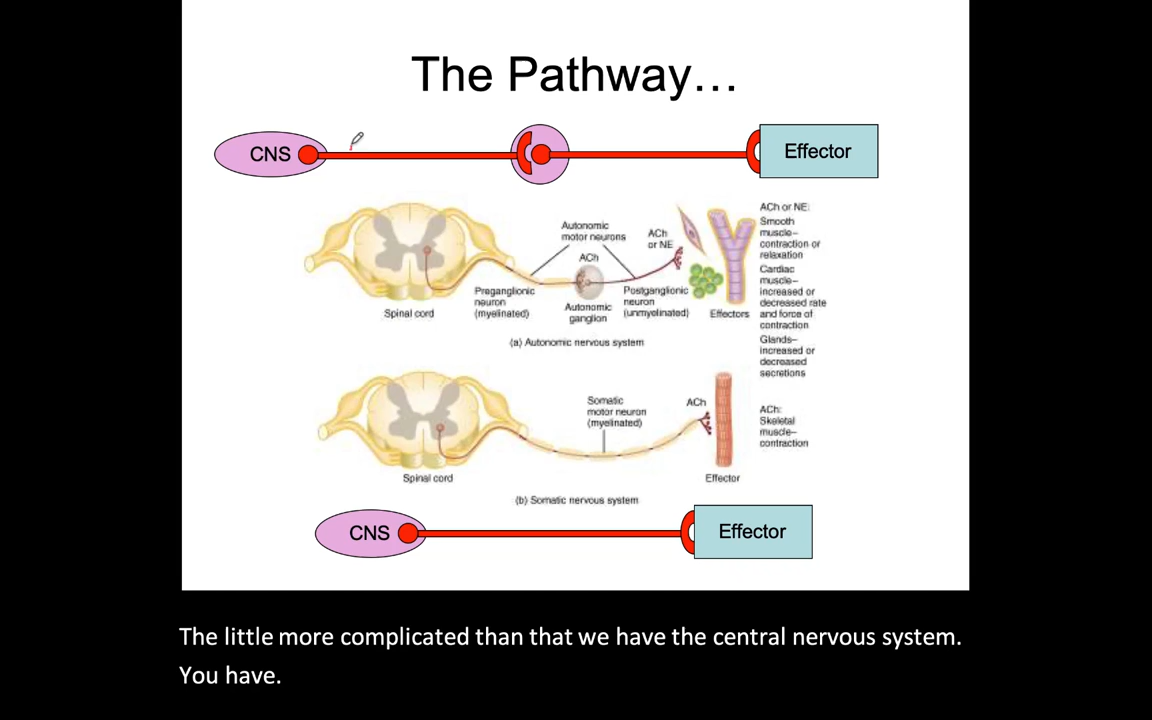 The Pathway…
CNS
Effector
Autonomic
motor neurons
ACh
ACh
or NE
Preganglionic
neuron
(myelinated)
Autonomic
ganglion
Postganglionic
neuron
(unmyelinated)
Spinal cord
Effectors
ACh or NE:
Smooth
muscle–
contraction or
relaxation
Cardiac
muscle–
increased or
decreased rate
and force of
contraction
Glands–
increased or
decreased
secretions
(a) Autonomic nervous system
Somatic
motor neuron
(myelinated)
ACh
ACh:
Skeletal
muscle–
contraction
Spinal cord
Effector
(b) Somatic nervous system
CNS
Effector
The little more complicated than that we have the central nervous system.
You have.